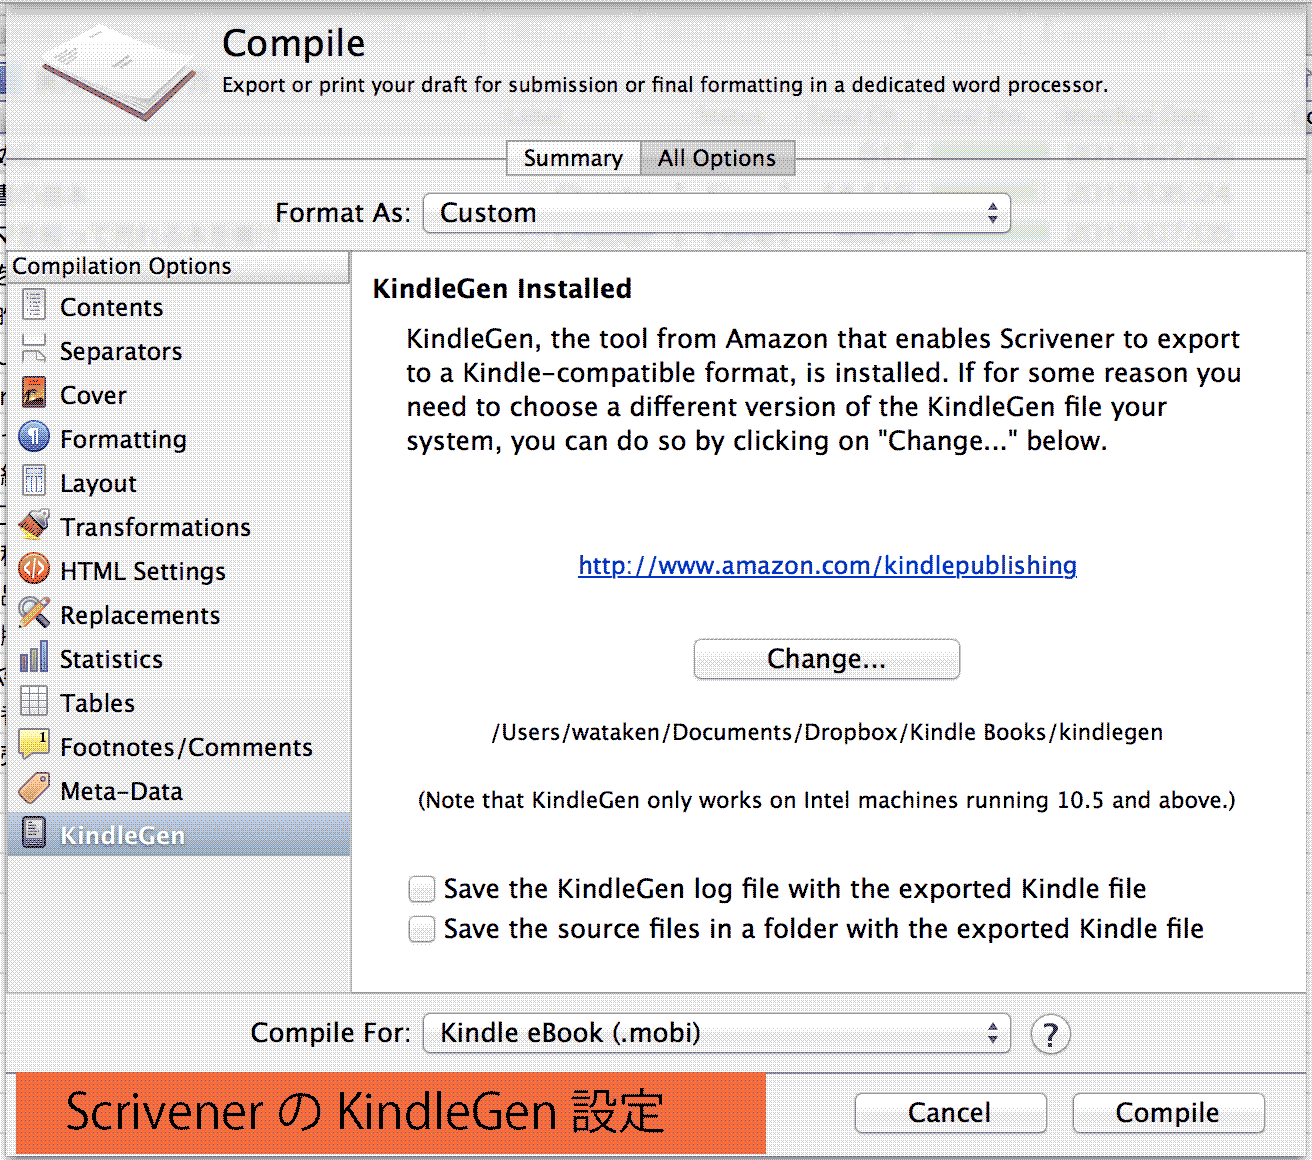 Compile
Export or print your draft for submission or final formatting in a dedicated word processor.
Summary
All Options
Format As:
Custom
Compilation Options
Contents
Separators
Cover
Formatting
Layout
Transformations
HTML Settings
Replacements
Statistics
Tables
Footnotes/Comments
Meta-Data
KindleGen
KindleGen Installed
KindleGen, the tool from Amazon that enables Scrivener to export
to a Kindle-compatible format, is installed. If for some reason you
need to choose a different version of the KindleGen file your
system, you can do so by clicking on "Change..." below.
http://www.amazon.com/kindlepublishing
Change...
/Users/wataken/Documents/Dropbox/Kindle Books/kindlegen
(Note that KindleGen only works on Intel machines running 10.5 and above.)
Save the KindleGen log file with the exported Kindle file
Save the source files in a folder with the exported Kindle file
Compile For:
Kindle eBook (.mobi)
?
Scrivener の KindleGen 設定
Cancel
Compile